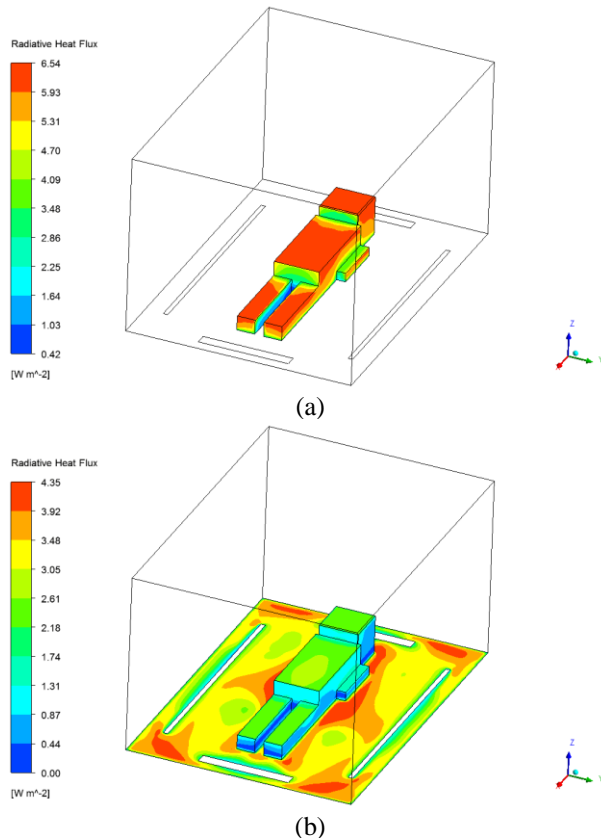 Radiative Heat Flux
6.54
5.93
5.31
4.70
4.09
3.48
2.86
2.25
1.64
1.03
0.42
[W m^-2]
Z
Y
(a)
Radiative Heat Flux
4.35
3.92
3.48
3.05
2.61
2.18
1.74
1.31
0.87
0.44
0.00
[W m^-2]
Z
(b)